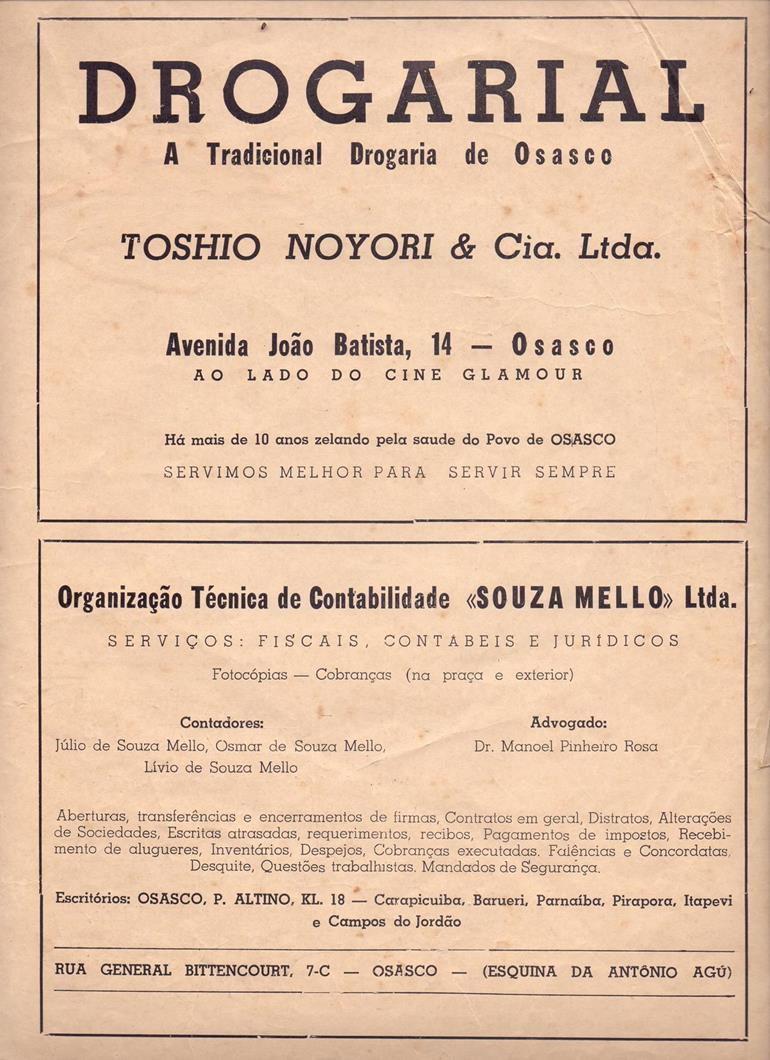 DROGARIAL
A Tradicional Drogaria de Osasco
TOSHIO NOYORI & Cia. Ltda.
Avenida João Batista, 14 — Osasco
AO LADO DO CINE GLAMOUR
Há mais de 10 anos zelando pela saude do Povo de OSASCO
SERVIMOS MELHOR PARA SERVIR SEMPRE
Organização Técnica de Contabilidade «SOUZA MELLO» Ltda.
SERVIÇOS: FISCAIS, CONTÁBEIS E JURÍDICOS
Fotocópias — Cobranças (na praça e exterior)
Contadores:
Júlio de Souza Mello, Osmar de Souza Mello,
Lívio de Souza Mello
Advogado:
Dr. Manoel Pinheiro Rosa
Aberturas, transferências e encerramentos de firmas, Contratos em geral, Distratos, Alterações
de Sociedades, Escritas atrasadas, requerimentos, recibos, Pagamentos de impostos, Recebi-
mento de alugueres, Inventários, Despejos, Cobranças executadas. Falências e Concordatas,
Desquite, Questões trabalhistas. Mandados de Segurança.
Escritórios: OSASCO, P. ALTINO, KL. 18 — Carapicuiba, Barueri, Parnaíba, Pirapora, Itapevi
e Campos do Jordão
RUA GENERAL BITTENCOURT, 7-C — OSASCO — (ESQUINA DA ANTÔNIO AGÚ)